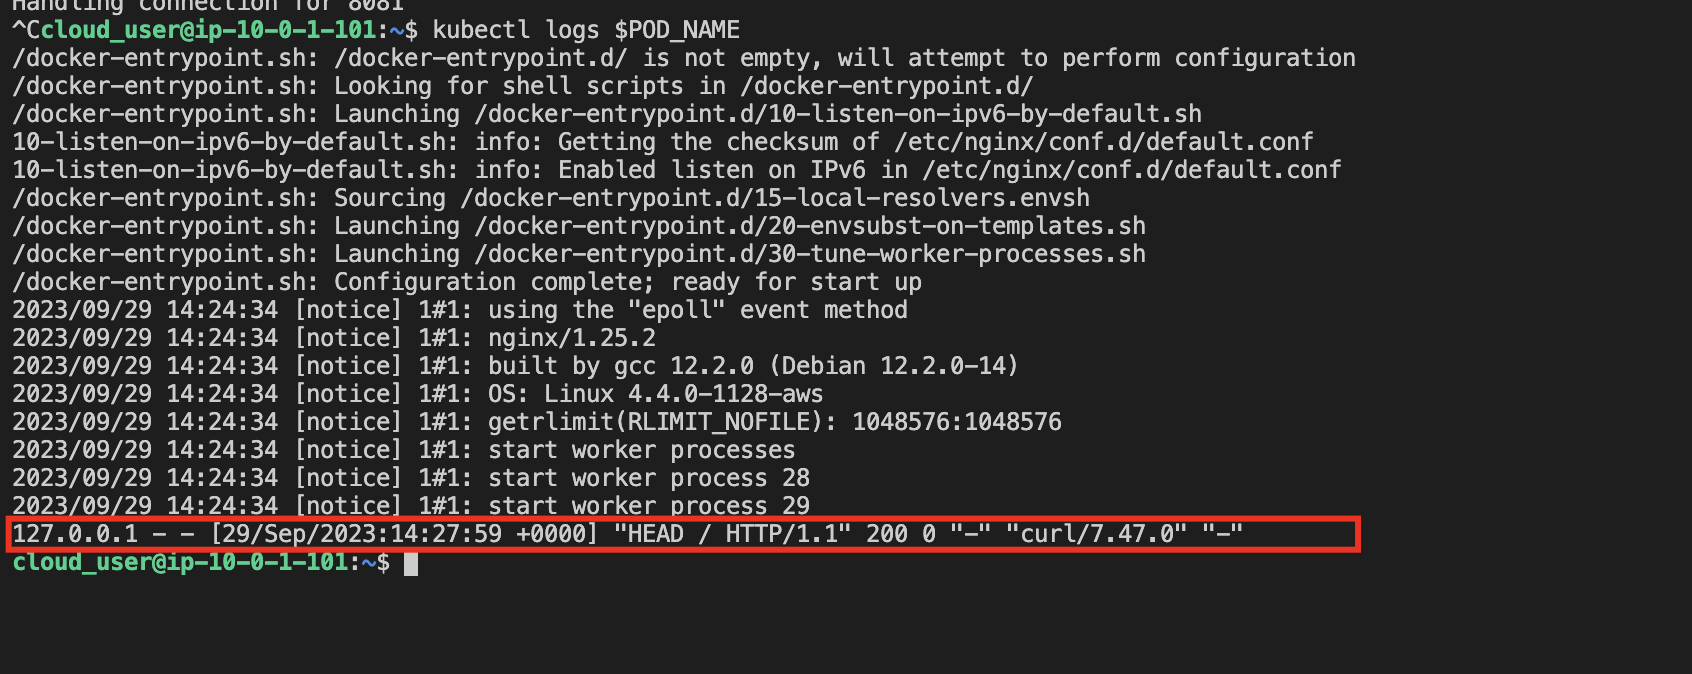 Handling connection for 8081
^Ccloud_user@ip-10-0-1-101:~$ kubectl logs $POD_NAME
/docker-entrypoint.sh: /docker-entrypoint.d/ is not empty, will attempt to perform configuration
/docker-entrypoint.sh: Looking for shell scripts in /docker-entrypoint.d/
/docker-entrypoint.sh: Launching /docker-entrypoint.d/10-listen-on-ipv6-by-default.sh
10-listen-on-ipv6-by-default.sh: info: Getting the checksum of /etc/nginx/conf.d/default.conf
10-listen-on-ipv6-by-default.sh: info: Enabled listen on IPv6 in /etc/nginx/conf.d/default.conf
/docker-entrypoint.sh: Sourcing /docker-entrypoint.d/15-local-resolvers.envsh
/docker-entrypoint.sh: Launching /docker-entrypoint.d/20-envsubst-on-templates.sh
/docker-entrypoint.sh: Launching /docker-entrypoint.d/30-tune-worker-processes.sh
/docker-entrypoint.sh: Configuration complete; ready for start up
2023/09/29 14:24:34 [notice] 1#1: using the "epoll" event method
2023/09/29 14:24:34 [notice] 1#1: nginx/1.25.2
2023/09/29 14:24:34 [notice] 1#1: built by gcc 12.2.0 (Debian 12.2.0-14)
2023/09/29 14:24:34 [notice] 1#1: OS: Linux 4.4.0-1128-aws
2023/09/29 14:24:34 [notice] 1#1: getrlimit(RLIMIT_NOFILE): 1048576:1048576
2023/09/29 14:24:34 [notice] 1#1: start worker processes
2023/09/29 14:24:34 [notice] 1#1: start worker process 28
2023/09/29 14:24:34 [notice] 1#1: start worker process 29
127.0.0.1 - - [29/Sep/2023:14:27:59 +0000] "HEAD / HTTP/1.1" 200 0 "-" "curl/7.47.0" "-"
cloud_user@ip-10-0-1-101:~$